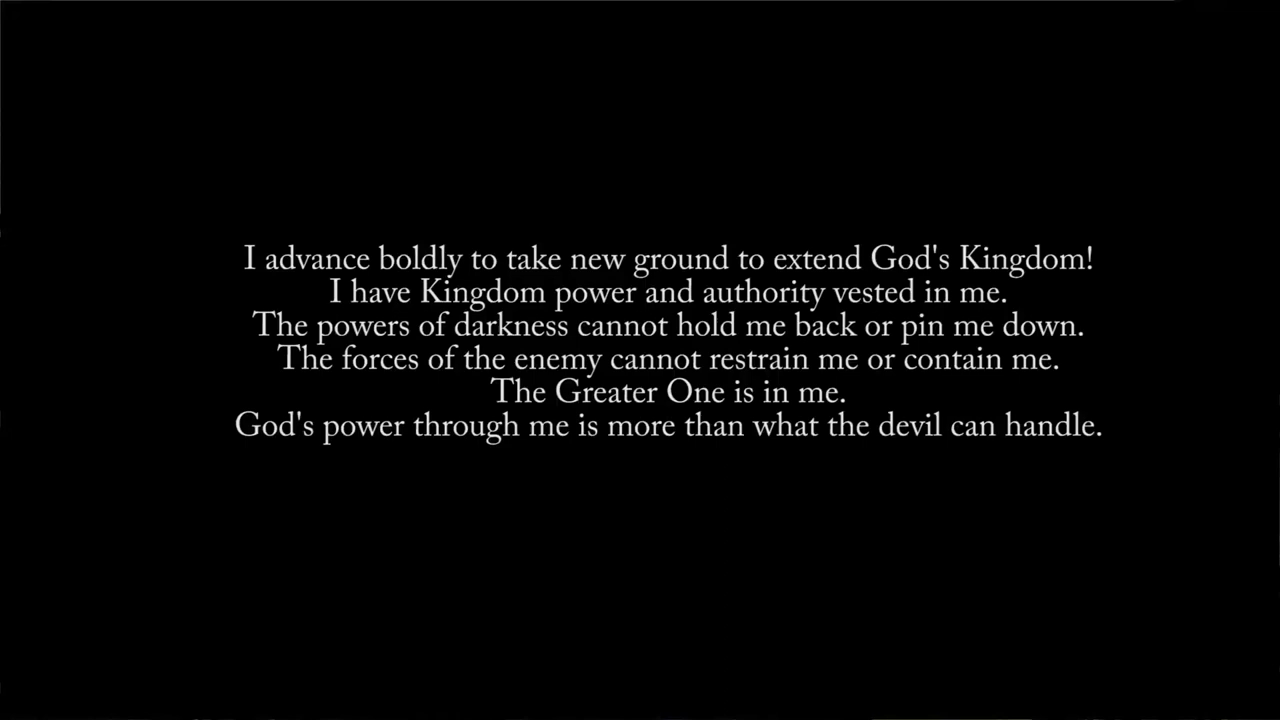 I advance boldly to take new ground to extend God's Kingdom!
I have Kingdom power and authority vested in me.
The powers of darkness cannot hold me back or pin me down.
The forces of the enemy cannot restrain me or contain me.
The Greater One is in me.
God's power through me is more than what the devil can handle.